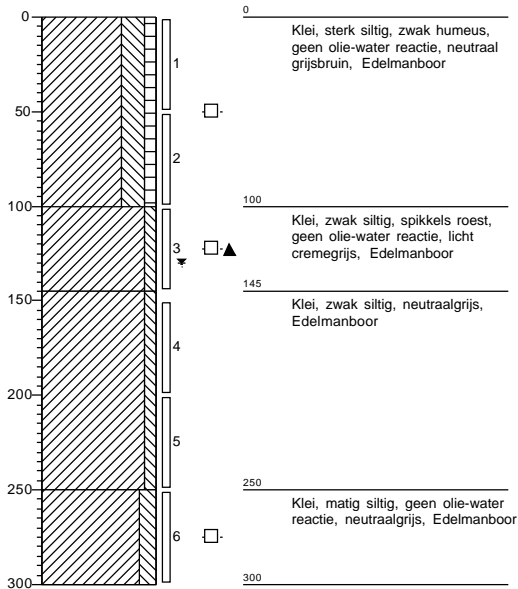 0
50
100
150
200
250
300
1
2
3
4
5
6
0
Klei, sterk siltig, zwak humeus,
geen olie-water reactie, neutraal
grijsbruin, Edelmanboor
100
Klei, zwak siltig, spikkels roest,
geen olie-water reactie, licht
cremegrijs, Edelmanboor
145
Klei, zwak siltig, neutraalgrijs,
Edelmanboor
250
Klei, matig siltig, geen olie-water
reactie, neutraalgrijs, Edelmanboor
300